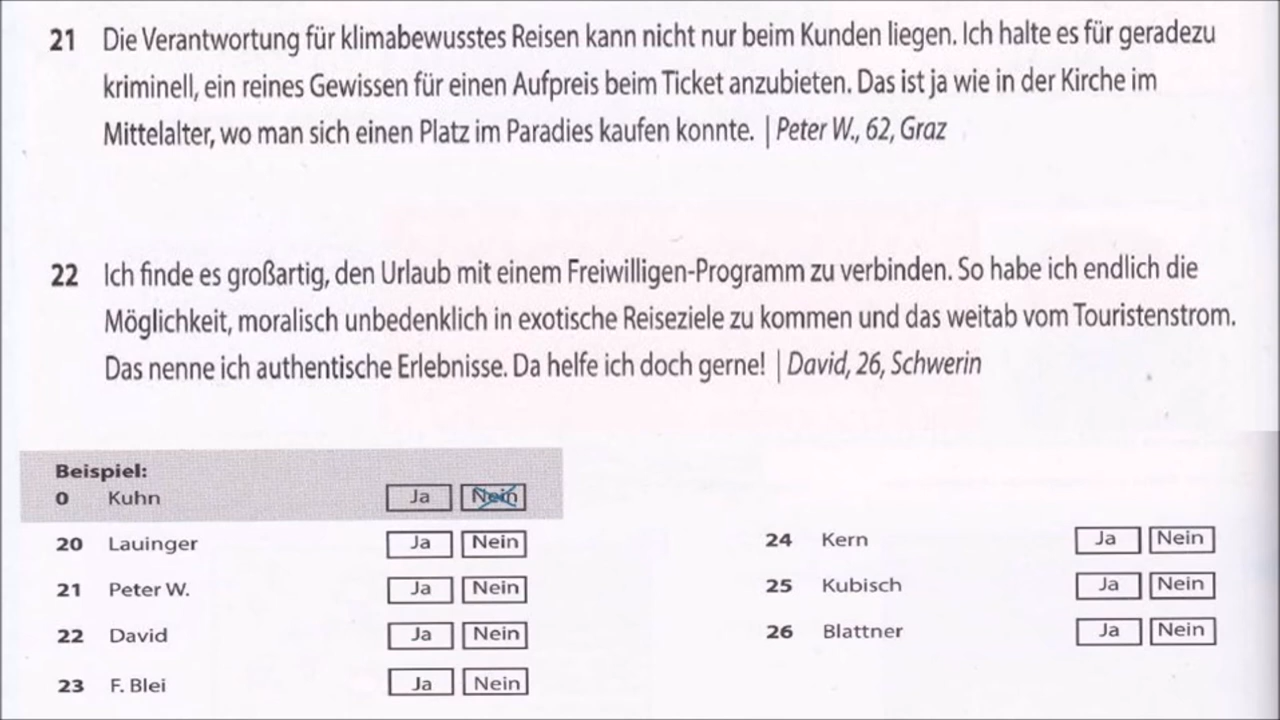 21 Die Verantwortung für klimabewusstes Reisen kann nicht nur beim Kunden liegen. Ich halte es für geradezu
kriminell, ein reines Gewissen für einen Aufpreis beim Ticket anzubieten. Das ist ja wie in der Kirche im
Mittelalter, wo man sich einen Platz im Paradies kaufen konnte. | Peter W., 62, Graz
22 Ich finde es großartig, den Urlaub mit einem Freiwilligen-Programm zu verbinden. So habe ich endlich die
Möglichkeit, moralisch unbedenklich in exotische Reiseziele zu kommen und das weitab vom Touristenstrom.
Das nenne ich authentische Erlebnisse. Da helfe ich doch gerne! | David, 26, Schwerin
Beispiel:
0 Kuhn Ja Nein
20 Lauinger Ja Nein
21 Peter W. Ja Nein
22 David Ja Nein
23 F. Blei Ja Nein
24 Kern Ja Nein
25 Kubisch Ja Nein
26 Blattner Ja Nein